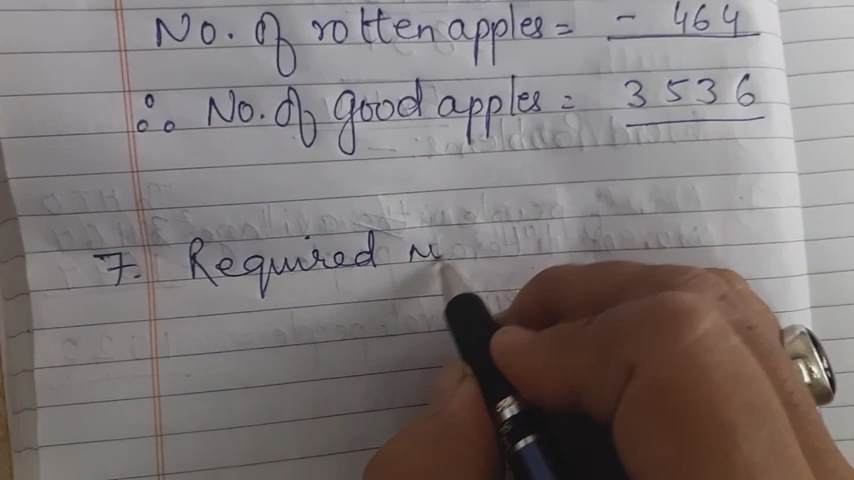 No. of rotten apples = - 464
∴ No. of good apples = 3536
7. Required n